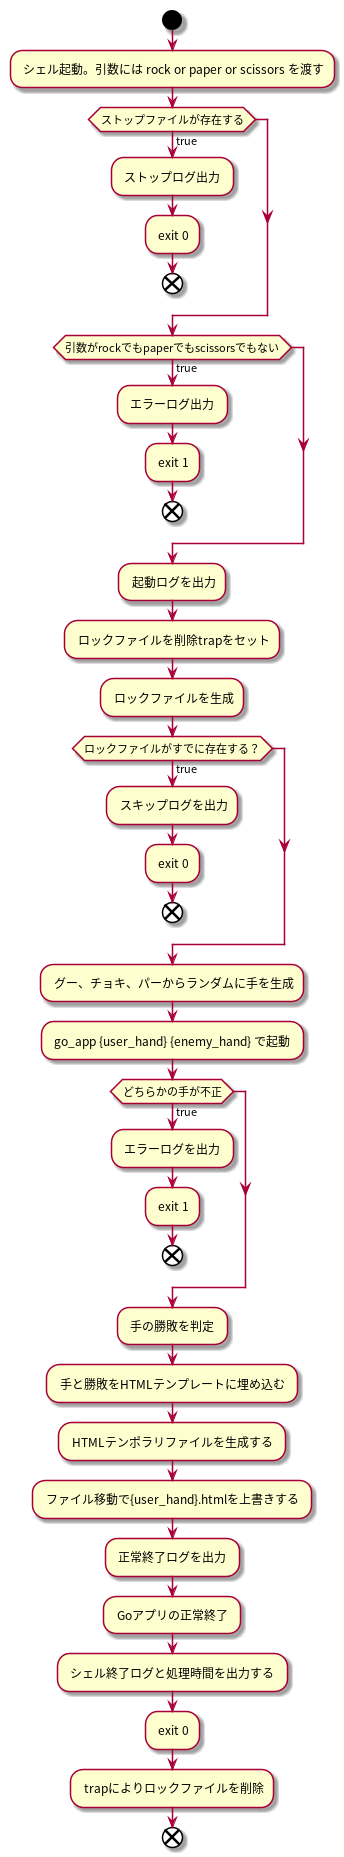 シェル起動。引数には rock or paper or scissors を渡す
ストップファイルが存在する
true
ストップログ出力
exit 0
引数がrockでもpaperでもscissorsでもない
true
エラーログ出力
exit 1
起動ログを出力
ロックファイルを削除trapをセット
ロックファイルを生成
ロックファイルがすでに存在する？
true
スキップログを出力
exit 0
グー、チョキ、パーからランダムに手を生成
go_app {user_hand} {enemy_hand} で起動
どちらかの手が不正
true
エラーログを出力
exit 1
手の勝敗を判定
手と勝敗をHTMLテンプレートに埋め込む
HTMLテンポラリファイルを生成する
ファイル移動で{user_hand}.htmlを上書きする
正常終了ログを出力
Goアプリの正常終了
シェル終了ログと処理時間を出力する
exit 0
trapによりロックファイルを削除